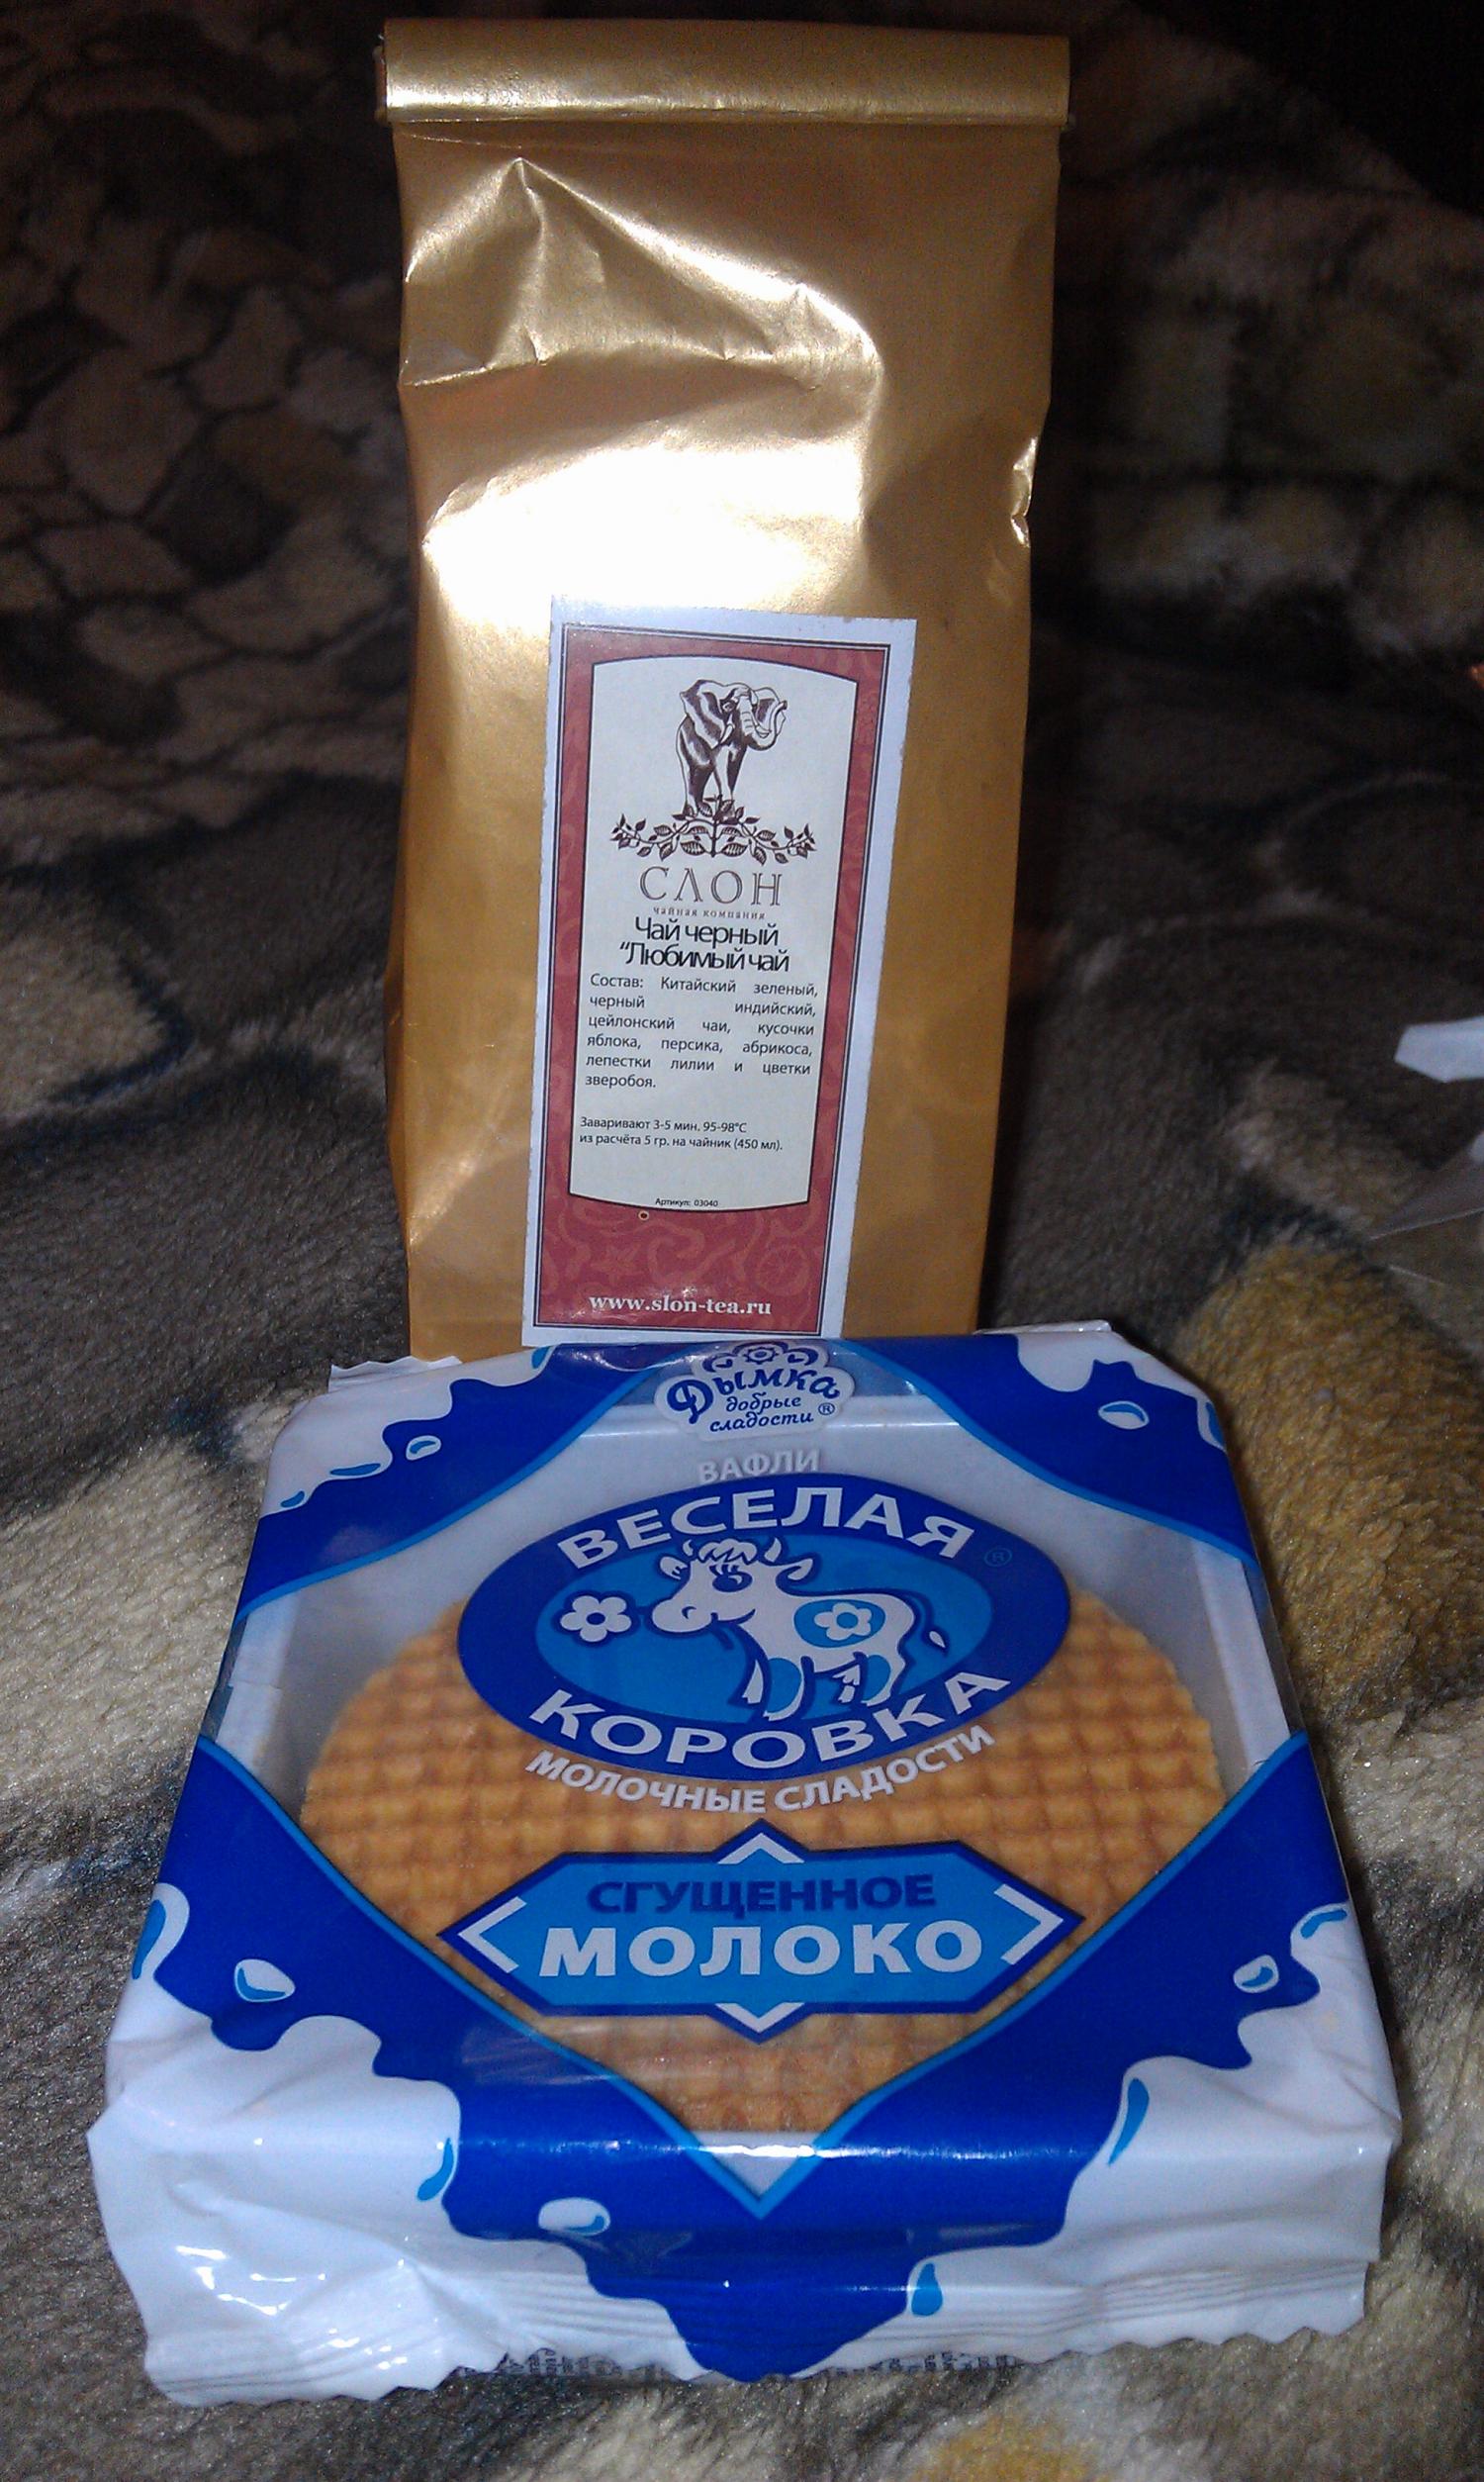 СЛОН
чайная компания
Чай черный
“Любимый чай
Состав: Китайский зеленый,
черный индийский,
цейлонский чаи, кусочки
яблока, персика, абрикоса,
лепестки лилии и цветки
зверобоя.
Заваривают 3-5 мин. 95-98°С
из расчёта 5 гр. на чайник (450 мл).
Артикул: 03040
www.slon-tea.ru
Дымка
добрые
сладости ®
ВАФЛИ
ВЕСЕЛАЯ ®
КОРОВКА
МОЛОЧНЫЕ СЛАДОСТИ
СГУЩЕННОЕ
МОЛОКО